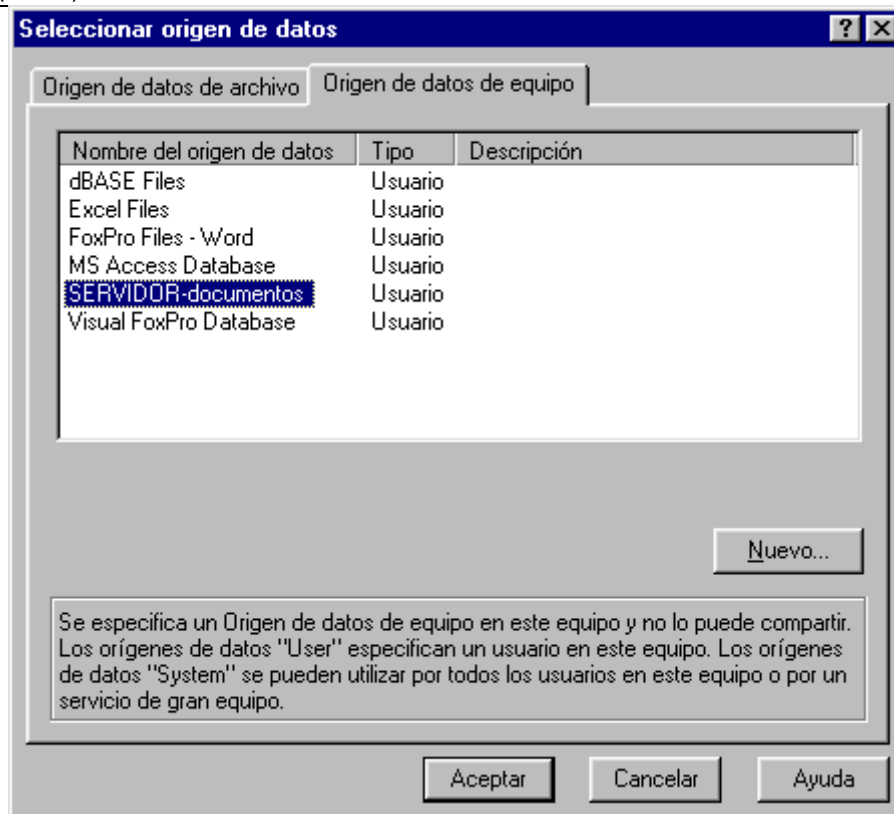 Seleccionar origen de datos
Origen de datos de archivo Origen de datos de equipo
Nombre del origen de datos Tipo Descripción
dBASE Files Usuario
Excel Files Usuario
FoxPro Files - Word Usuario
MS Access Database Usuario
SERVIDOR-documentos Usuario
Visual FoxPro Database Usuario
Nuevo...
Se especifica un Origen de datos de equipo en este equipo y no lo puede compartir.
Los orígenes de datos "User" especifican un usuario en este equipo. Los orígenes
de datos "System" se pueden utilizar por todos los usuarios en este equipo o por un
servicio de gran equipo.
Aceptar Cancelar Ayuda